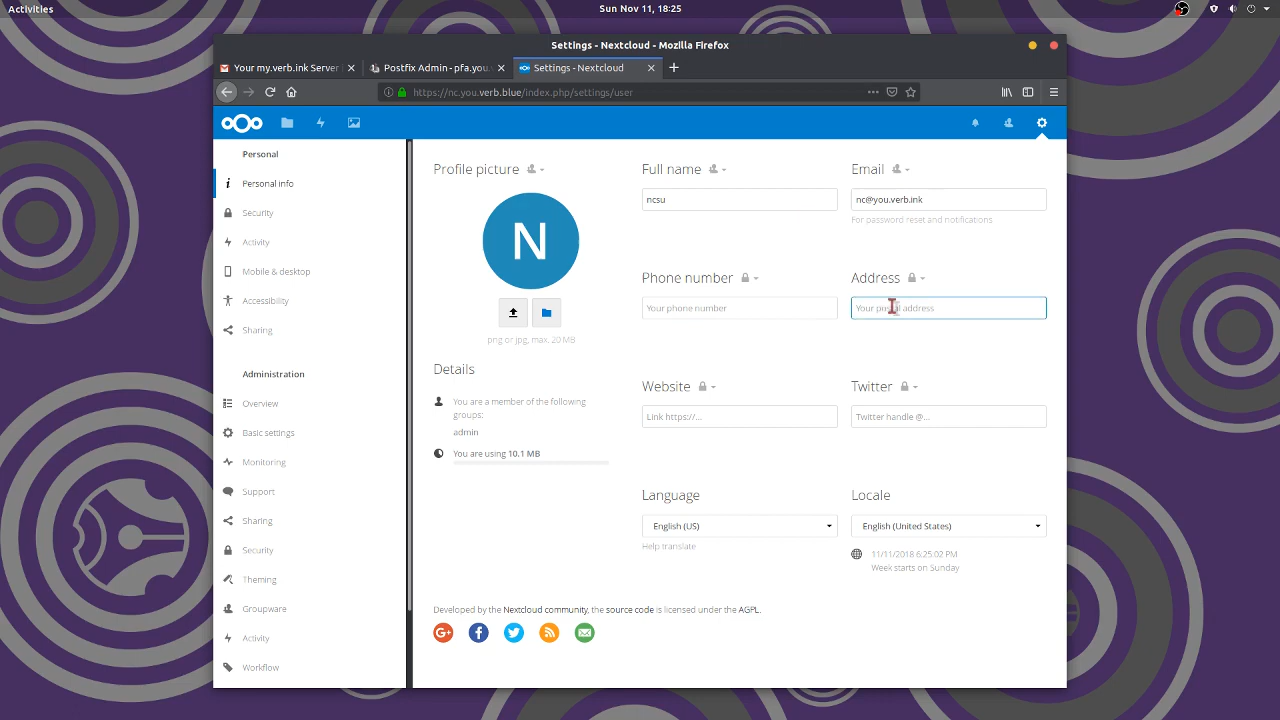 Activities
Sun Nov 11, 18:25
Settings - Nextcloud - Mozilla Firefox
Your my.verb.ink Server
Postfix Admin - pfa.you.v
Settings - Nextcloud
https://nc.you.verb.blue/index.php/settings/user
Personal
Personal info
Security
Activity
Mobile & desktop
Accessibility
Sharing
Administration
Overview
Basic settings
Monitoring
Support
Sharing
Security
Theming
Groupware
Activity
Workflow
Profile picture
N
png or jpg, max. 20 MB
Details
You are a member of the following
groups:
admin
You are using 10.1 MB
Full name
ncsu
Email
nc@you.verb.ink
For password reset and notifications
Phone number
Your phone number
Address
Your postal address
Website
Link https://...
Twitter
Twitter handle @...
Language
English (US)
Help translate
Locale
English (United States)
11/11/2018 6:25:02 PM
Week starts on Sunday
Developed by the Nextcloud community, the source code is licensed under the AGPL.
G+